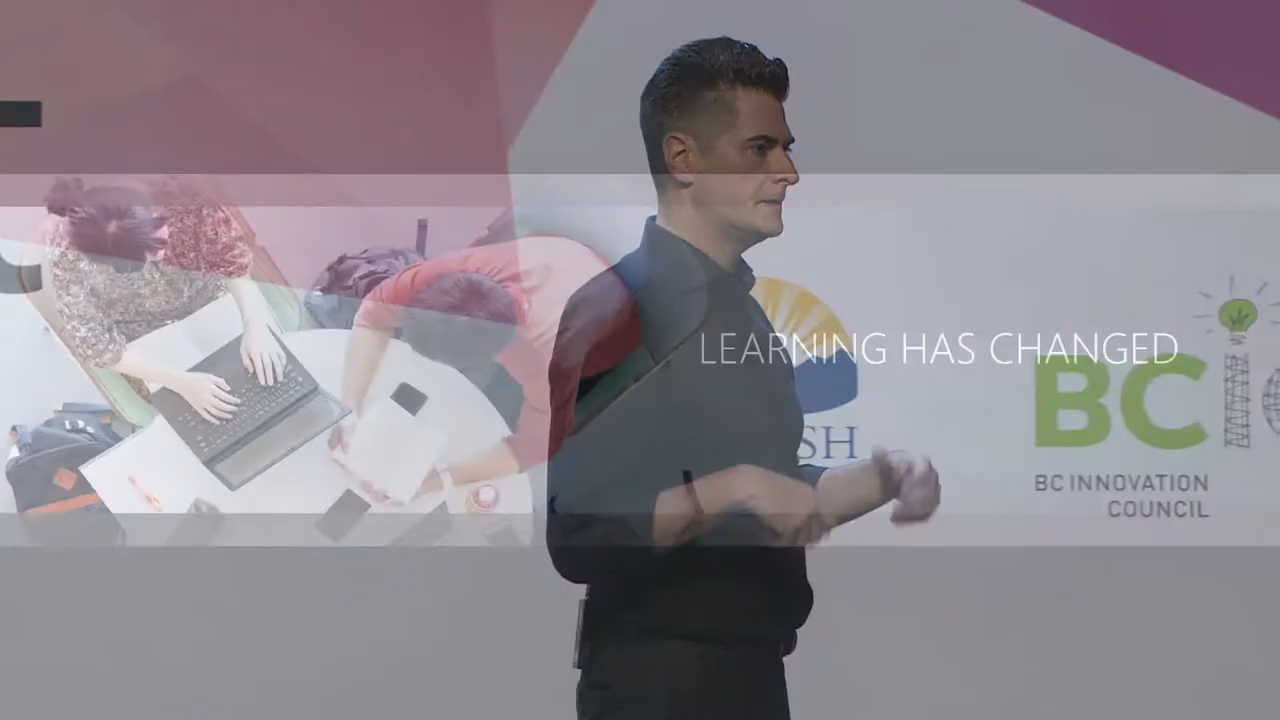 LEARNING HAS CHANGED
SH
BC
BC INNOVATION
COUNCIL